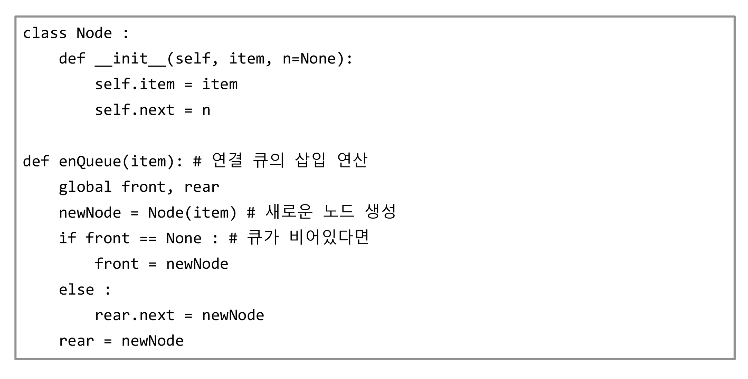 class Node :
    def __init__(self, item, n=None):
        self.item = item
        self.next = n

def enQueue(item): # 연결 큐의 삽입 연산
    global front, rear
    newNode = Node(item) # 새로운 노드 생성
    if front == None : # 큐가 비어있다면
        front = newNode
    else :
        rear.next = newNode
    rear = newNode